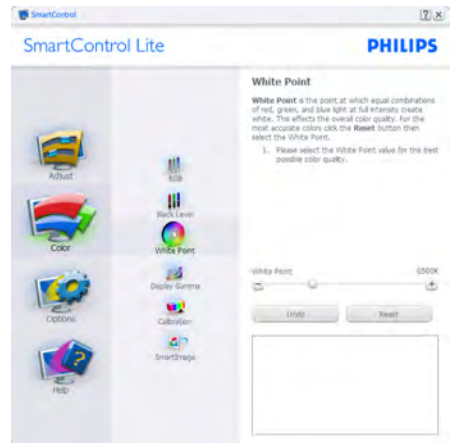 SmartControl
SmartControl Lite
PHILIPS
Adjust
Color
Options
Help
RGB
Black Level
White Point
Display Gamma
Calibration
SmartImage
White Point
White Point is the point at which equal combinations
of red, green, and blue light at full intensity create
white. The effects the overall color quality. For the
most accurate colors click the Reset button then
select the White Point.
1. Please select the White Point value for the best
possible color quality.
White Point 6500K
Undo Reset